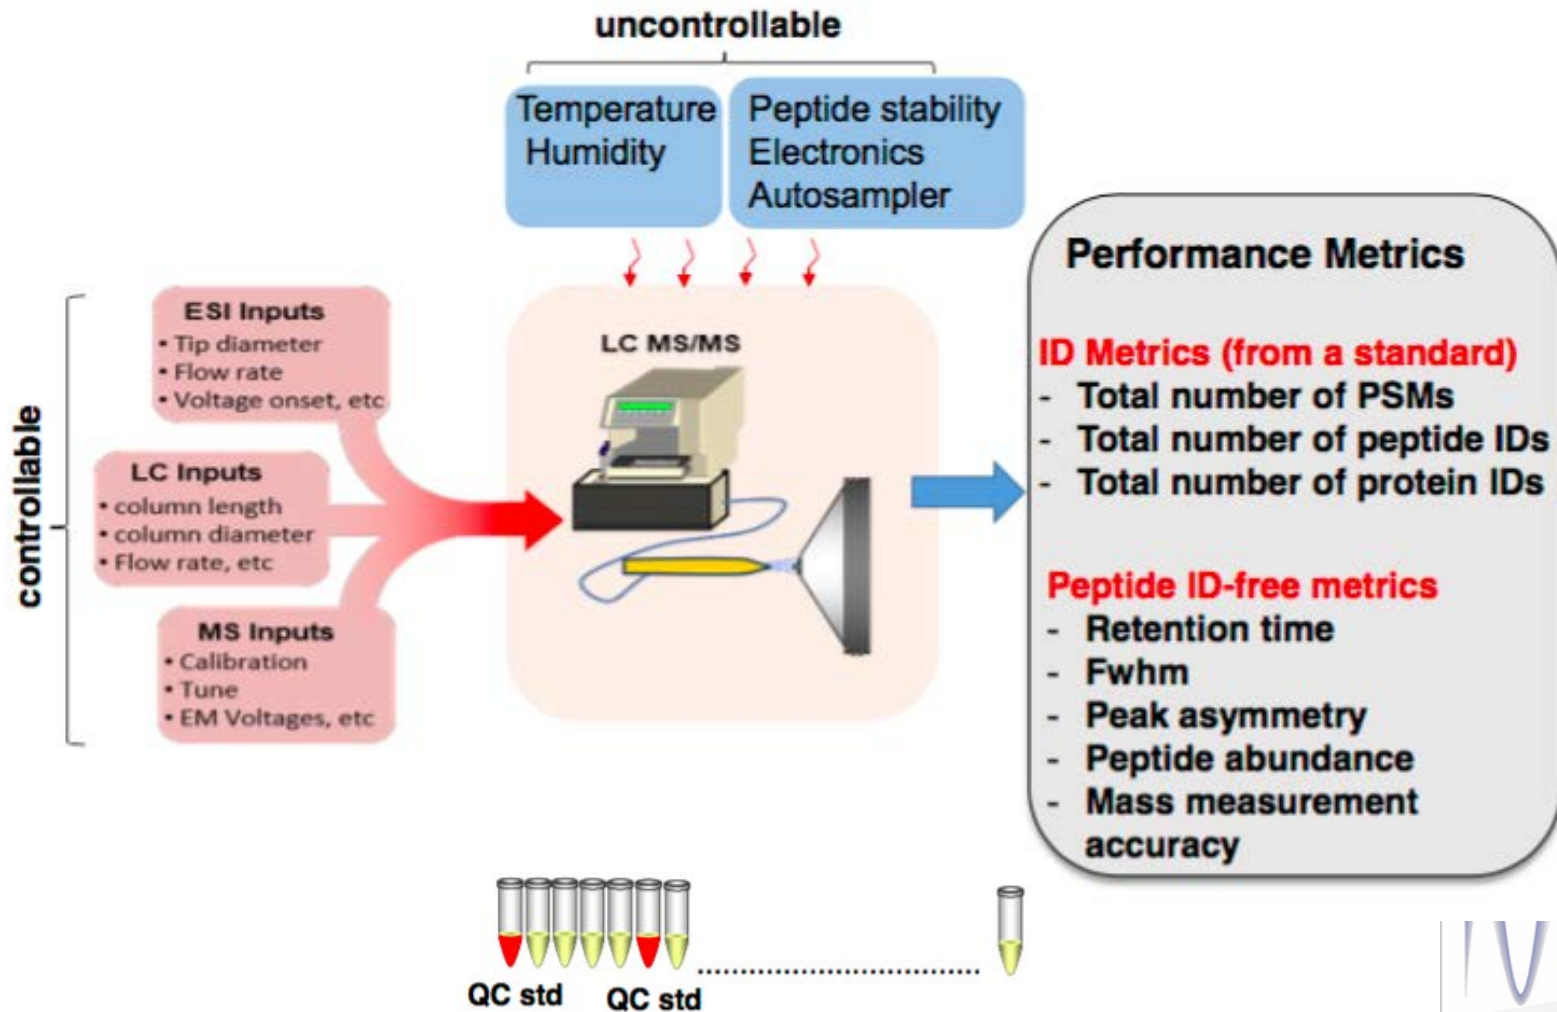 uncontrollable
Temperature
Humidity
Peptide stability
Electronics
Autosampler
controllable
ESI Inputs
• Tip diameter
• Flow rate
• Voltage onset, etc
LC Inputs
• column length
• column diameter
• Flow rate, etc
MS Inputs
• Calibration
• Tune
• EM Voltages, etc
LC MS/MS
Performance Metrics
ID Metrics (from a standard)
- Total number of PSMs
- Total number of peptide IDs
- Total number of protein IDs
Peptide ID-free metrics
- Retention time
- Fwhm
- Peak asymmetry
- Peptide abundance
- Mass measurement
accuracy
QC std
QC std